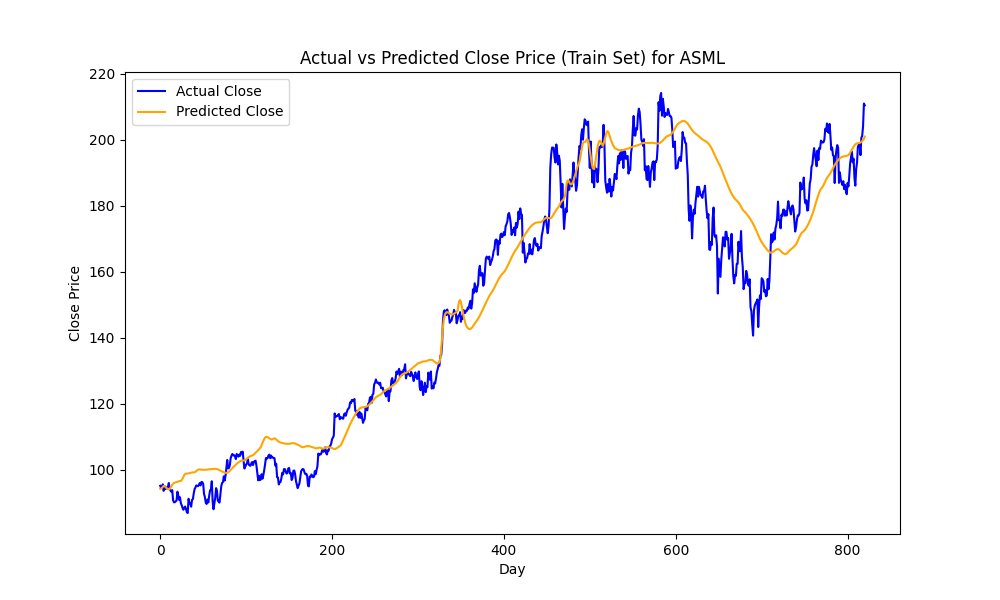 Actual vs Predicted Close Price (Train Set) for ASML
Actual Close
Predicted Close
Close Price
220
200
180
160
140
120
100
0 200 400 600 800
Day